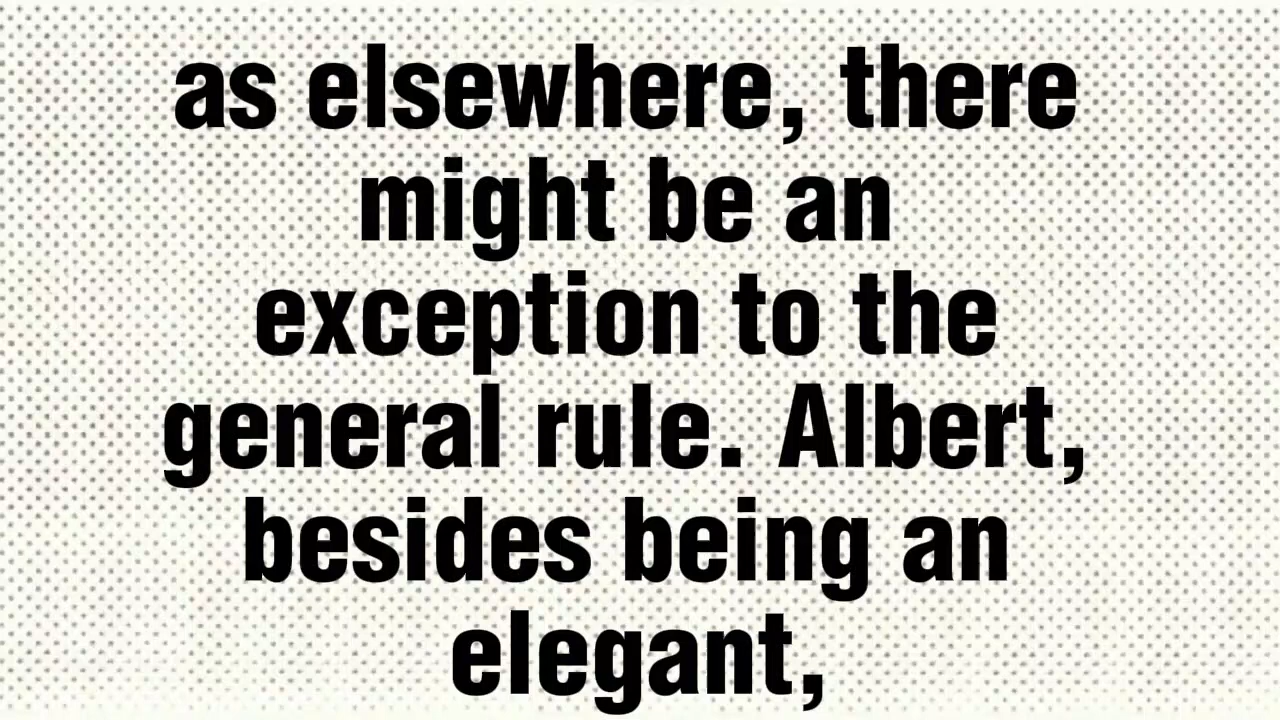 as elsewhere, there
might be an
exception to the
general rule. Albert,
besides being an
elegant,